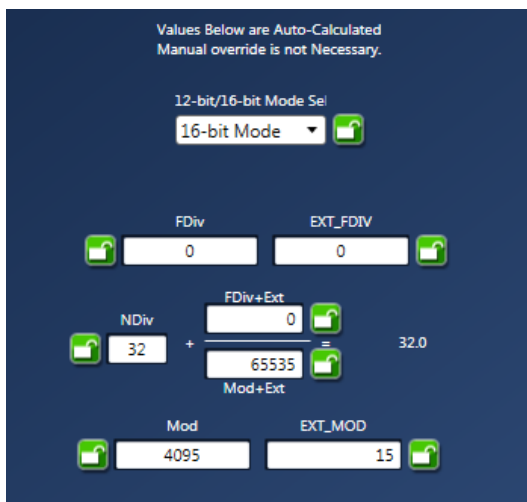 Values Below are Auto-Calculated
Manual override is not Necessary.
12-bit/16-bit Mode Sel
16-bit Mode
FDiv EXT_FDIV
0 0
FDiv+Ext
0
NDiv
32 + = 32.0
65535
Mod+Ext
Mod EXT_MOD
4095 15